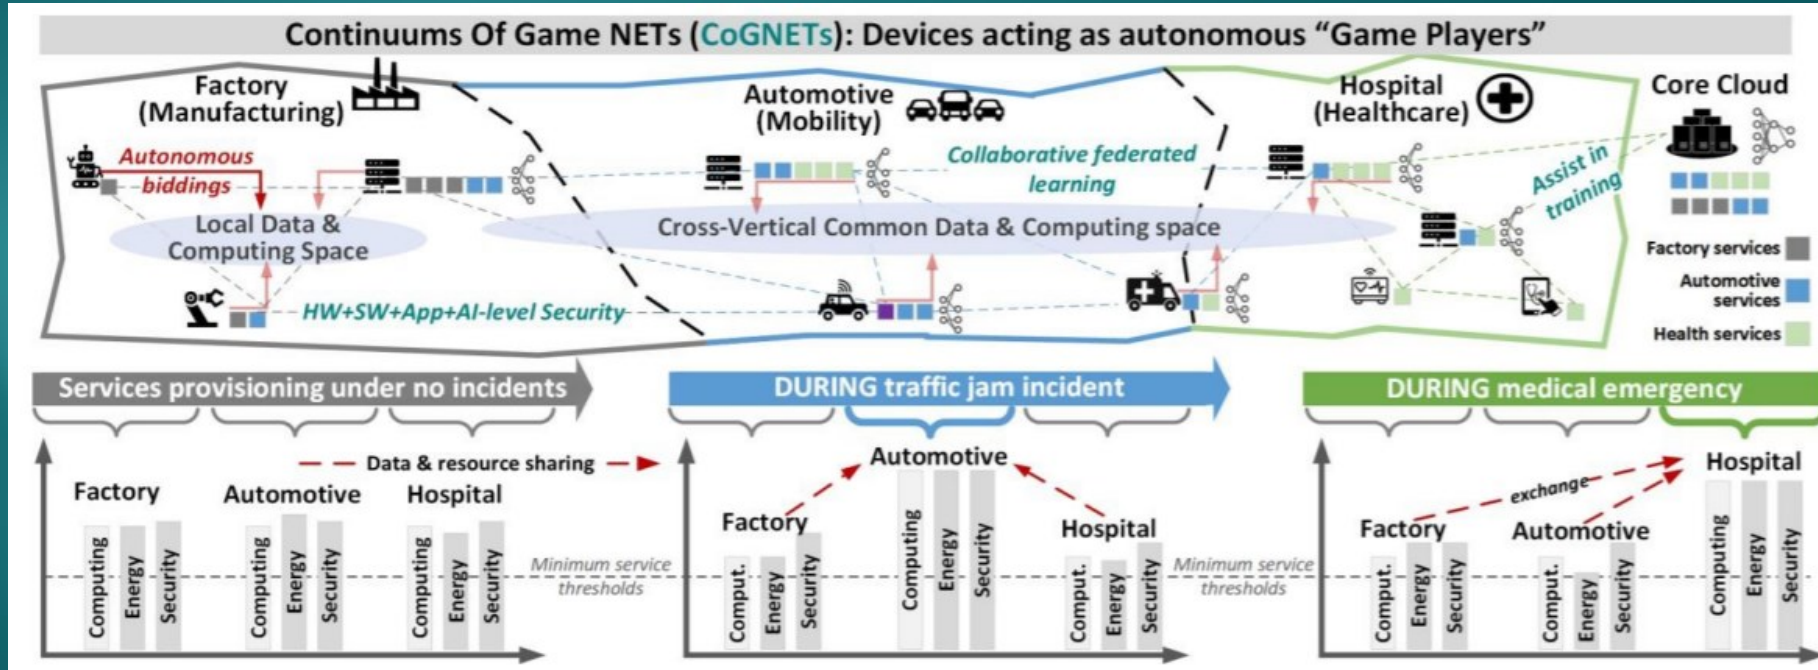 Continuums Of Game NETs (CoGNETs): Devices acting as autonomous “Game Players”
Factory
(Manufacturing)
Automotive
(Mobility)
Hospital
(Healthcare)
Core Cloud
Autonomous
biddings
Collaborative federated
learning
Assist in
training
Local Data &
Computing Space
Cross-Vertical Common Data & Computing space
HW+SW+App+AI-level Security
Factory services
Automotive
services
Health services
Services provisioning under no incidents
DURING traffic jam incident
DURING medical emergency
Data & resource sharing
Factory
Automotive
Hospital
Computing
Energy
Security
Computing
Energy
Security
Computing
Energy
Security
Minimum service
thresholds
Automotive
Factory
Hospital
Comput.
Energy
Security
Computing
Energy
Security
Comput.
Energy
Security
Minimum service
thresholds
Hospital
exchange
Factory
Automotive
Comput.
Energy
Security
Comput.
Energy
Security
Computing
Energy
Security